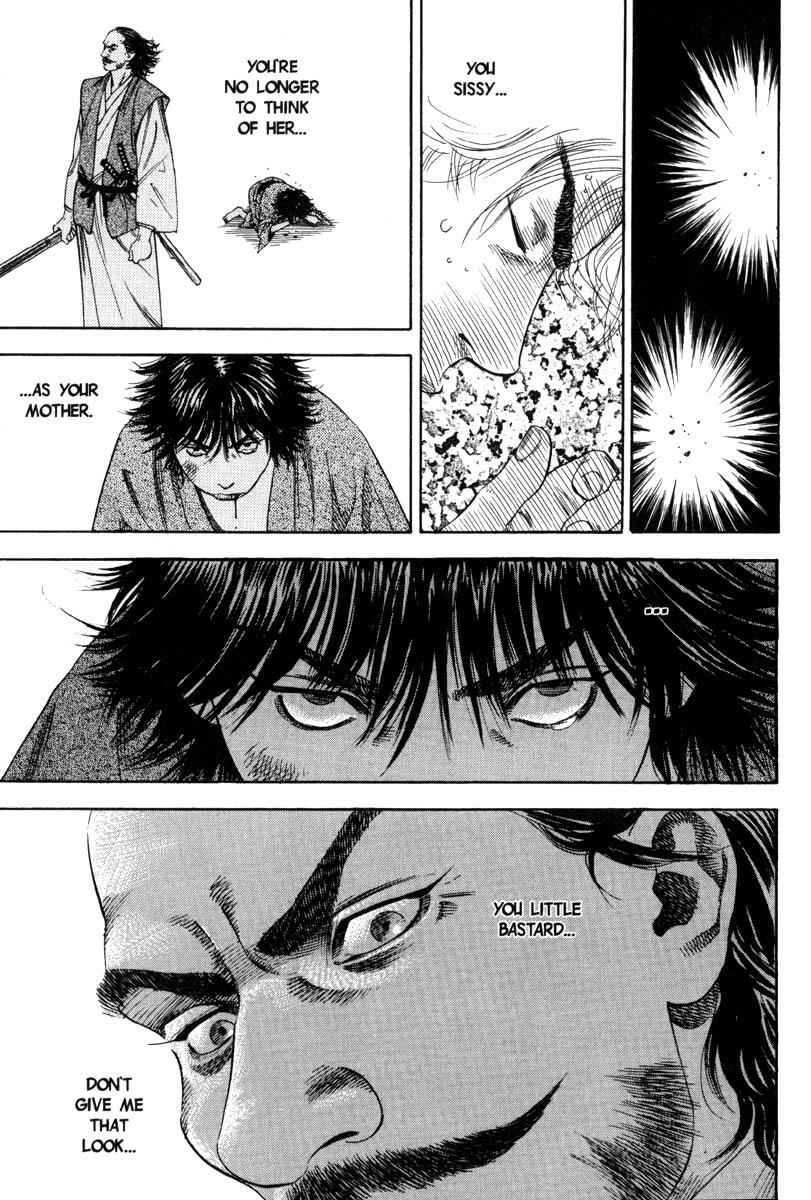 YOU
SISSY...
YOU'RE
NO LONGER
TO THINK
OF HER...
...AS YOUR
MOTHER.
...
YOU LITTLE
BASTARD...
DON'T
GIVE ME
THAT
LOOK...